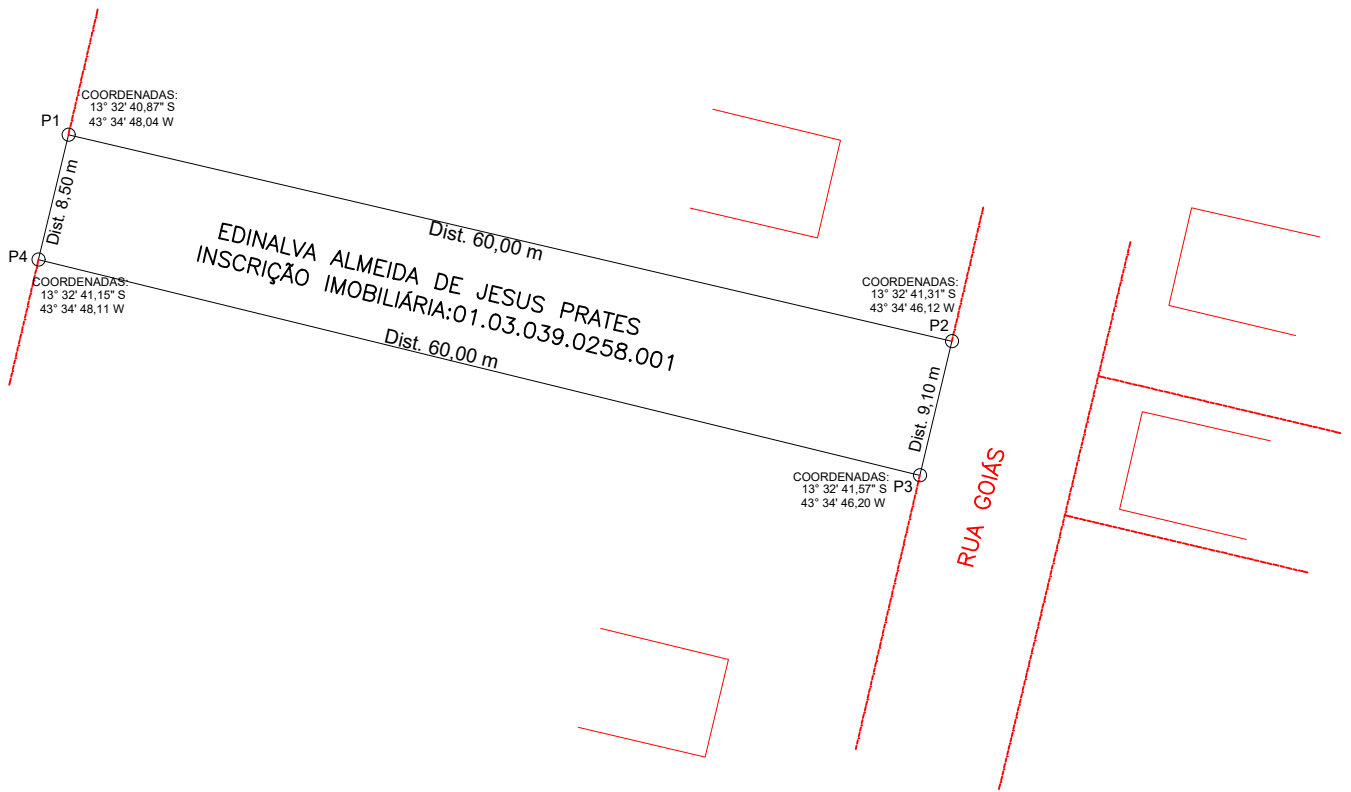 COORDENADAS:
13° 32' 40,87" S
43° 34' 48,04 W
P1
Dist. 8,50 m
P4
COORDENADAS:
13° 32' 41,15" S
43° 34' 48,11 W
Dist. 60,00 m
EDINALVA ALMEIDA DE JESUS PRATES
INSCRIÇÃO IMOBILIÁRIA:01.03.039.0258.001
Dist. 60,00 m
COORDENADAS:
13° 32' 41,31" S
43° 34' 46,12 W
P2
Dist. 9,10 m
COORDENADAS:
13° 32' 41,57" S
43° 34' 46,20 W
P3
RUA GOIÁS